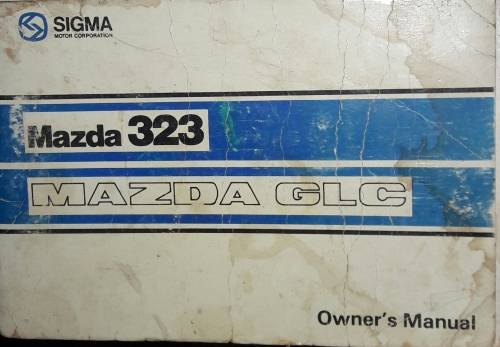 SIGMA
MOTOR CORPORATION
Mazda 323
MAZDA GLC
Owner's Manual